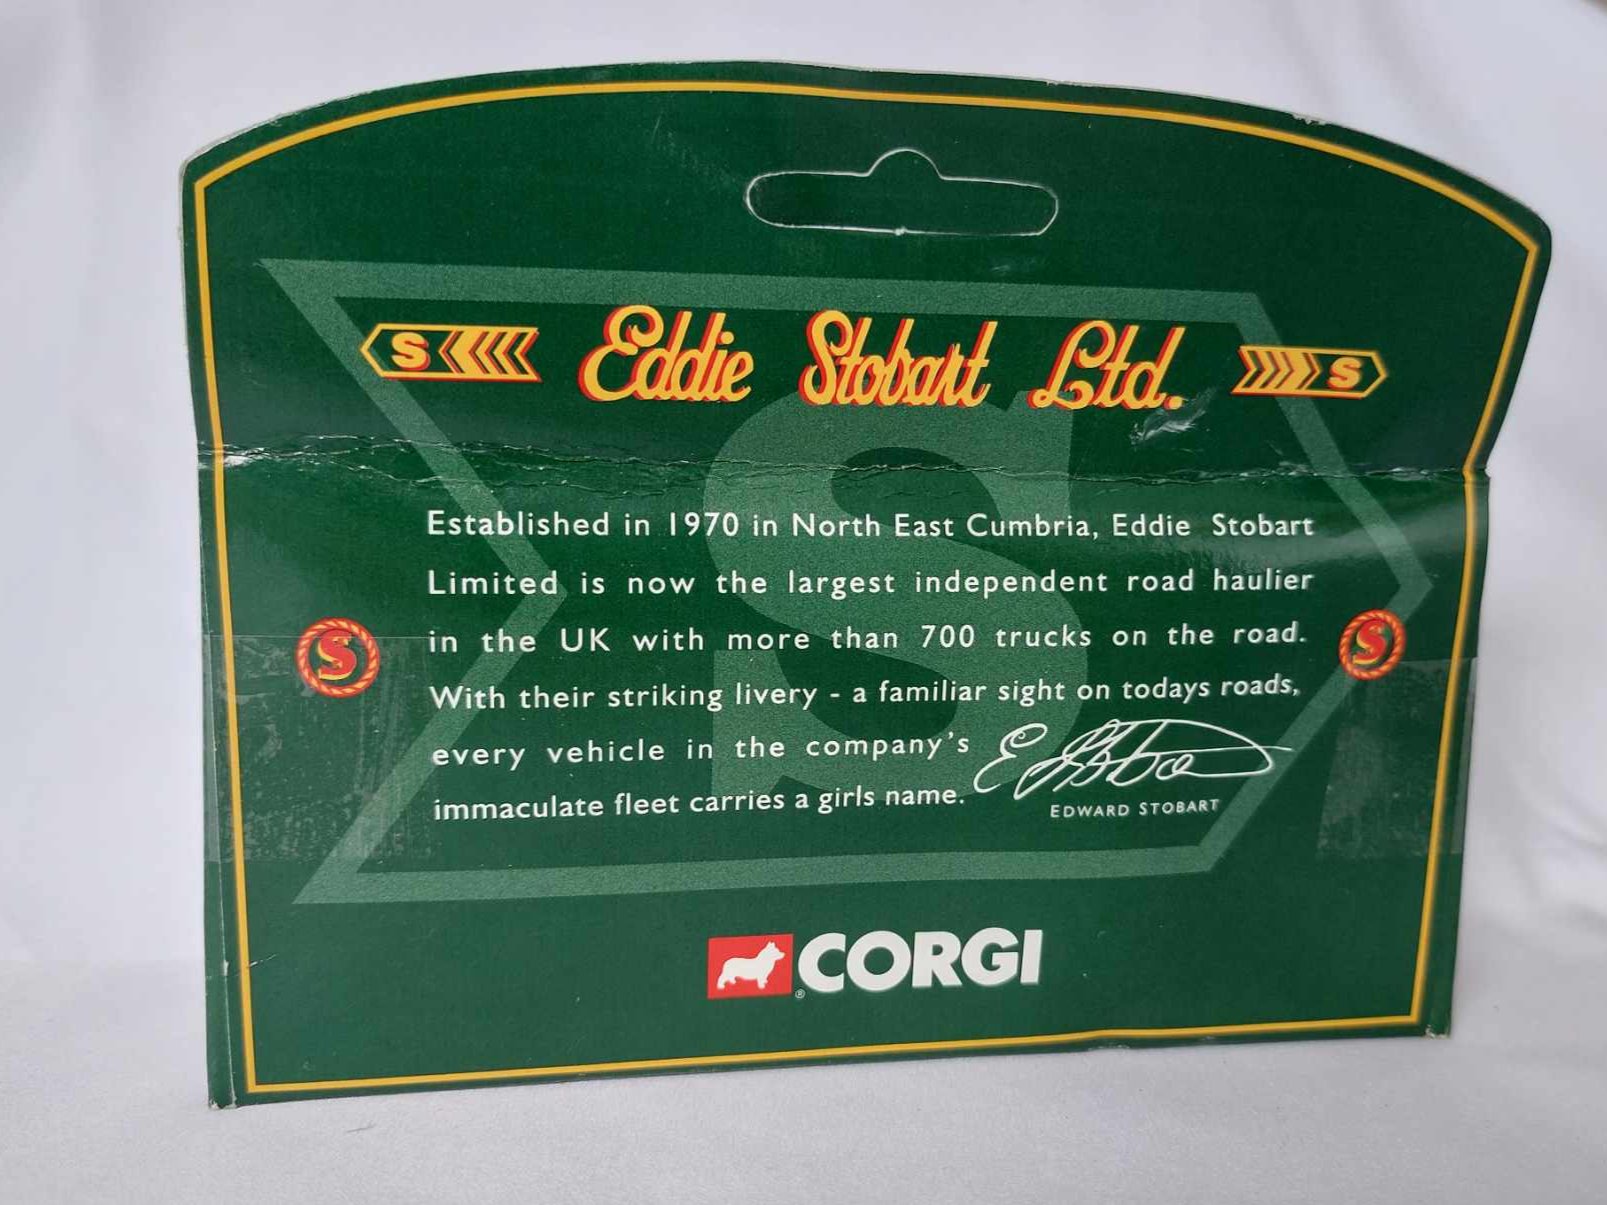 S Eddie Stobart Ltd. S
Established in 1970 in North East Cumbria, Eddie Stobart
Limited is now the largest independent road haulier
in the UK with more than 700 trucks on the road.
S
S
With their striking livery - a familiar sight on todays roads,
every vehicle in the company's
immaculate fleet carries a girls name.
E Stobart
EDWARD STOBART
S
CORGI
®